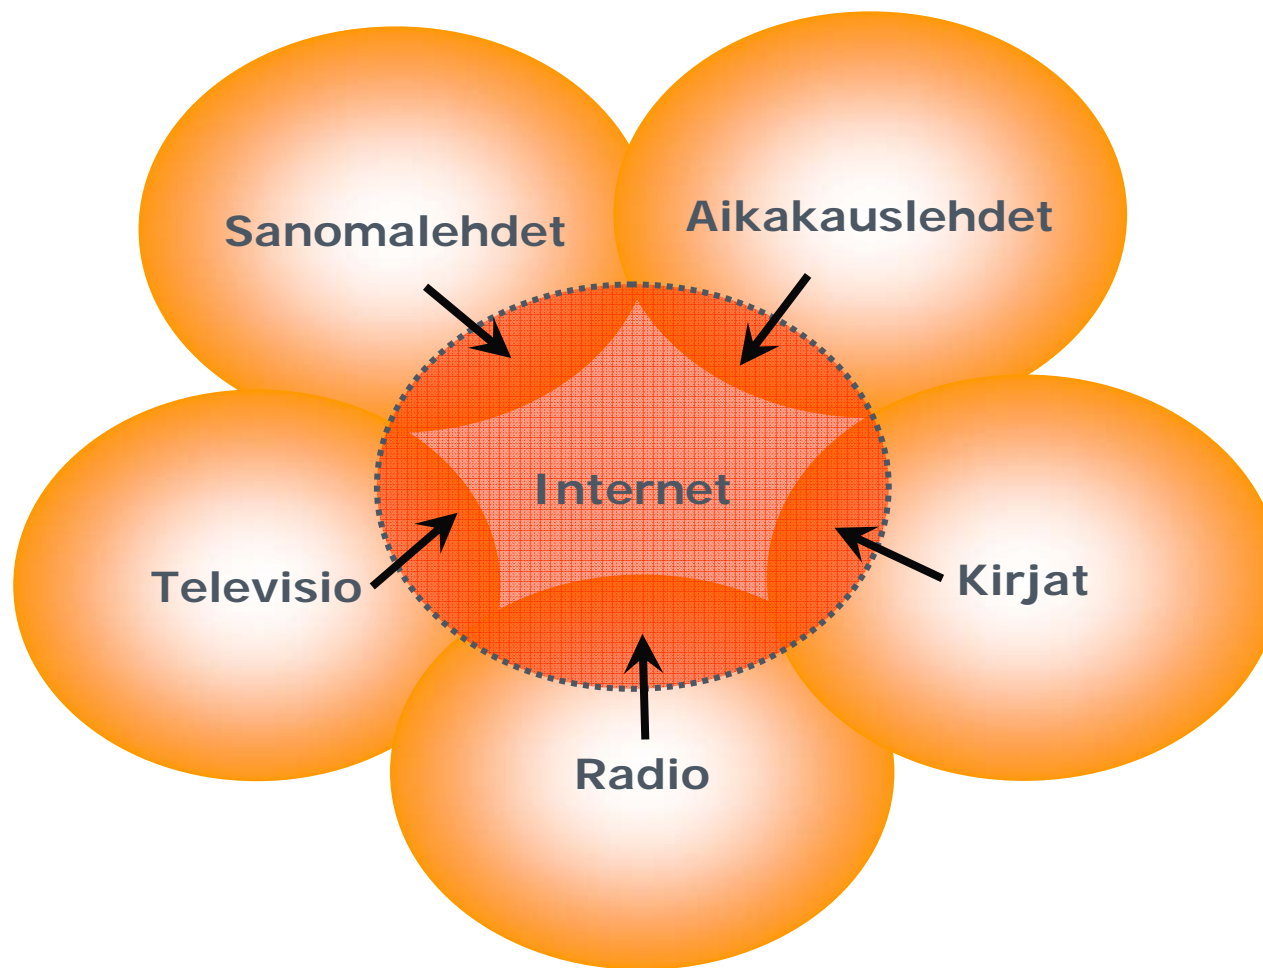 Sanomalehdet
Aikakauslehdet
Internet
Televisio
Kirjat
Radio